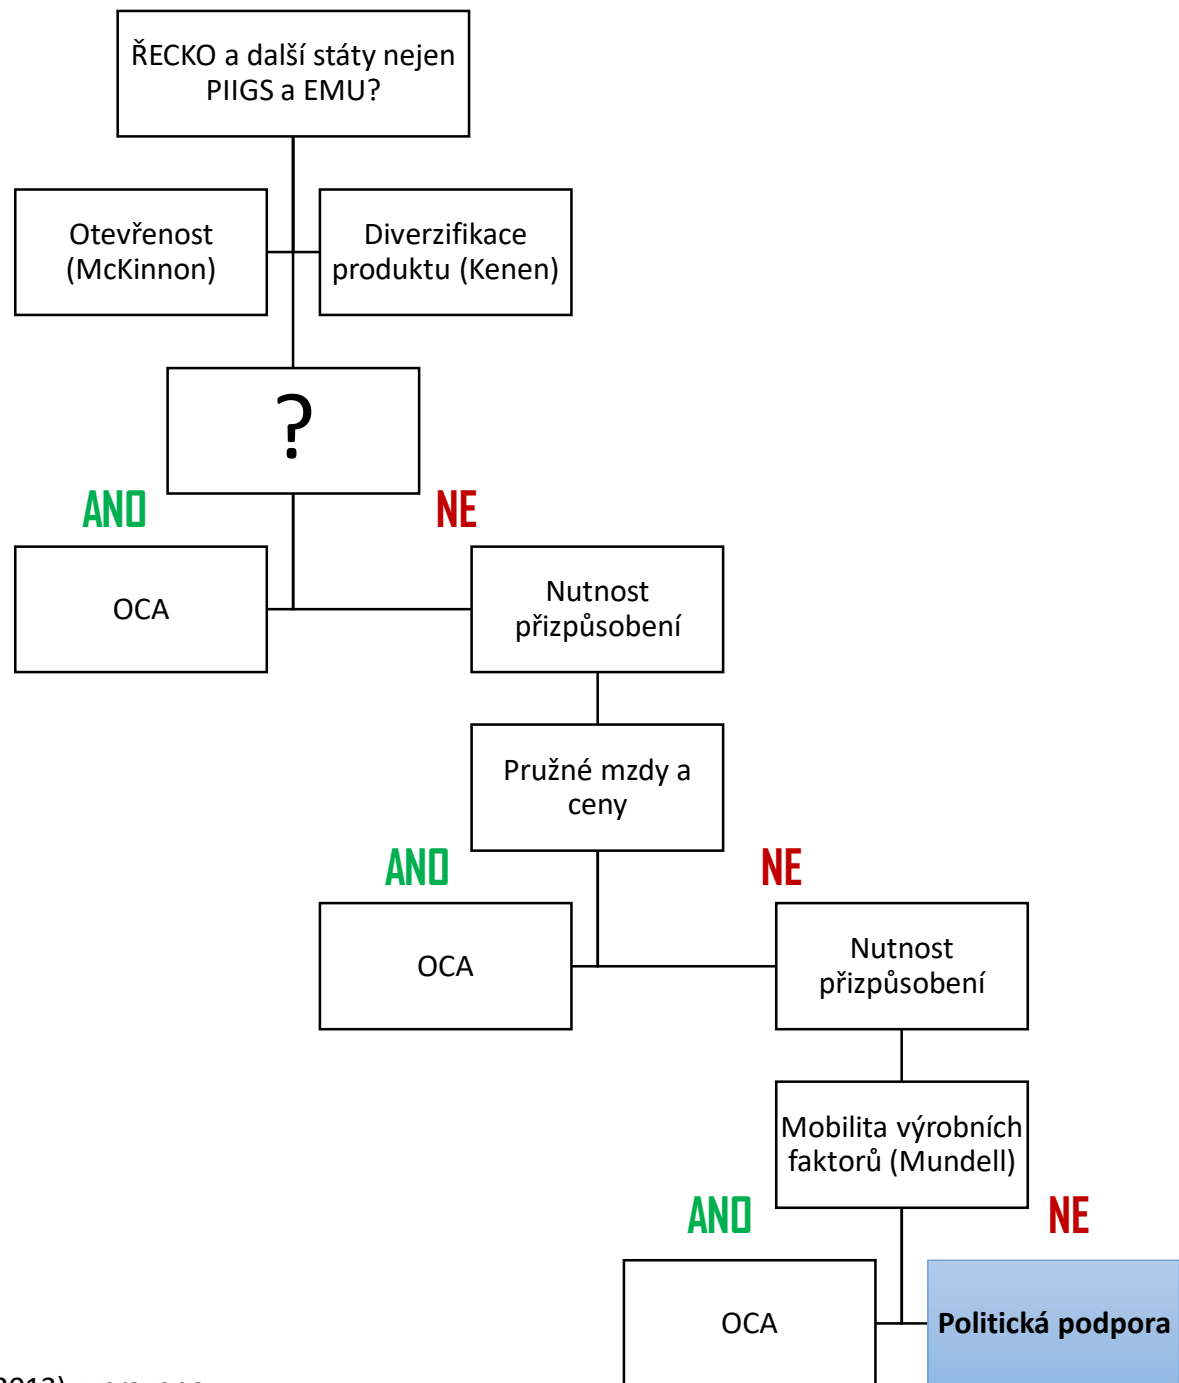 ŘECKO a další státy nejen
PIIGS a EMU?
Otevřenost
(McKinnon)
Diverzifikace
produktu (Kenen)
?
ANO
NE
OCA
Nutnost
přizpůsobení
Pružné mzdy a
ceny
ANO
NE
OCA
Nutnost
přizpůsobení
Mobilita výrobních
faktorů (Mundell)
ANO
NE
OCA
Politická podpora